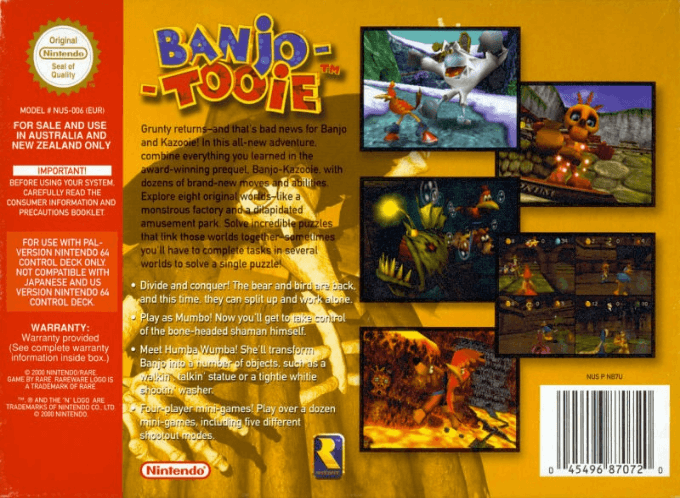 Original
Nintendo
Seal of
Quality
MODEL # NUS-006 (EUR)
FOR SALE AND USE
IN AUSTRALIA AND
NEW ZEALAND ONLY
IMPORTANT!
BEFORE USING YOUR SYSTEM,
CAREFULLY READ THE
CONSUMER INFORMATION AND
PRECAUTIONS BOOKLET.
FOR USE WITH PAL-
VERSION NINTENDO 64
CONTROL DECK ONLY.
NOT COMPATIBLE WITH
JAPANESE AND US
VERSION NINTENDO 64
CONTROL DECK.
WARRANTY:
Warranty provided
(See complete warranty
information inside box.)
© 2000 NINTENDO/RARE.
GAME BY RARE. RAREWARE LOGO IS
A TRADEMARK OF RARE.
™, ® AND THE "N" LOGO ARE
TRADEMARKS OF NINTENDO CO., LTD.
© 2000 NINTENDO.
BANJO-
-TOOIE™
Grunty returns–and that's bad news for Banjo
and Kazooie! In this all-new adventure,
combine everything you learned in the
award-winning prequel, Banjo-Kazooie, with
dozens of brand-new moves and abilities.
Explore eight original worlds–like a
monstrous factory and a dilapidated
amusement park. Solve incredible puzzles
that link those worlds together–sometimes
you'll have to complete tasks in several
worlds to solve a single puzzle!
• Divide and conquer! The bear and bird are back,
and this time, they can split up and work alone.
• Play as Mumbo! Now you'll get to take control
of the bone-headed shaman himself.
• Meet Humba Wumba! She'll transform
Banjo into a number of objects, such as a
walkin', talkin' statue or a tightie whitie
shootin' washer.
• Four-player mini-games! Play over a dozen
mini-games, including five different
shootout modes.
Nintendo®
R
NUS P NB7U
0 45496 87072 0